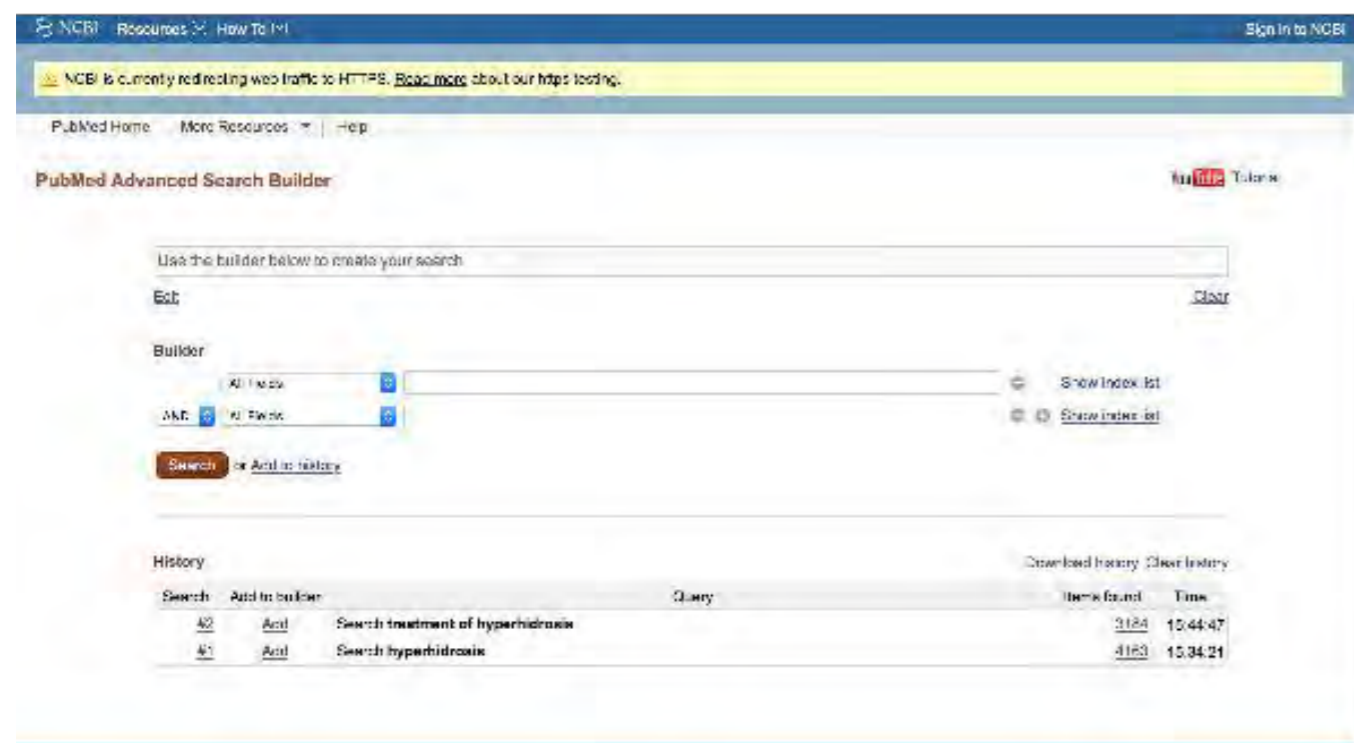 NCBI Resources How To Sign in to NCBI
NCBI is currently redirecting web traffic to HTTPS. Read more about our https testing.
PubMed Home More Resources Help
PubMed Advanced Search Builder YouTube Tutorial
Use the builder below to create your search
Edit Clear
Builder
All Fields Show index list
AND All Fields Show index list
Search or Add to history
History Download history Clear history
Search Add to builder Query Items found Time
#2 Add Search treatment of hyperhidrosis 3184 15:44:47
#1 Add Search hyperhidrosis 4163 15:34:21